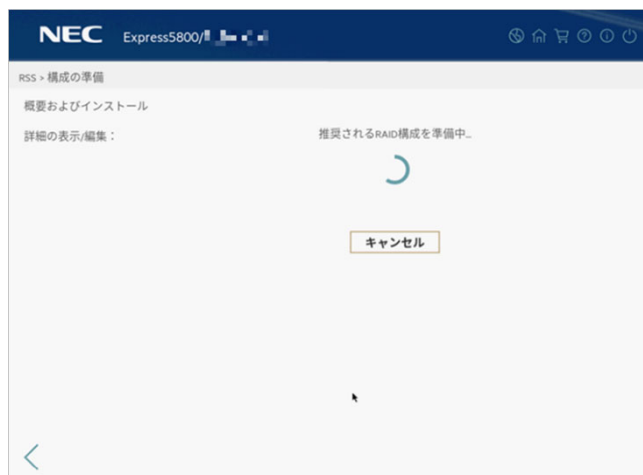 NEC Express5800/
RSS > 構成の準備
概要およびインストール
詳細の表示/編集：
推奨されるRAID構成を準備中...
キャンセル